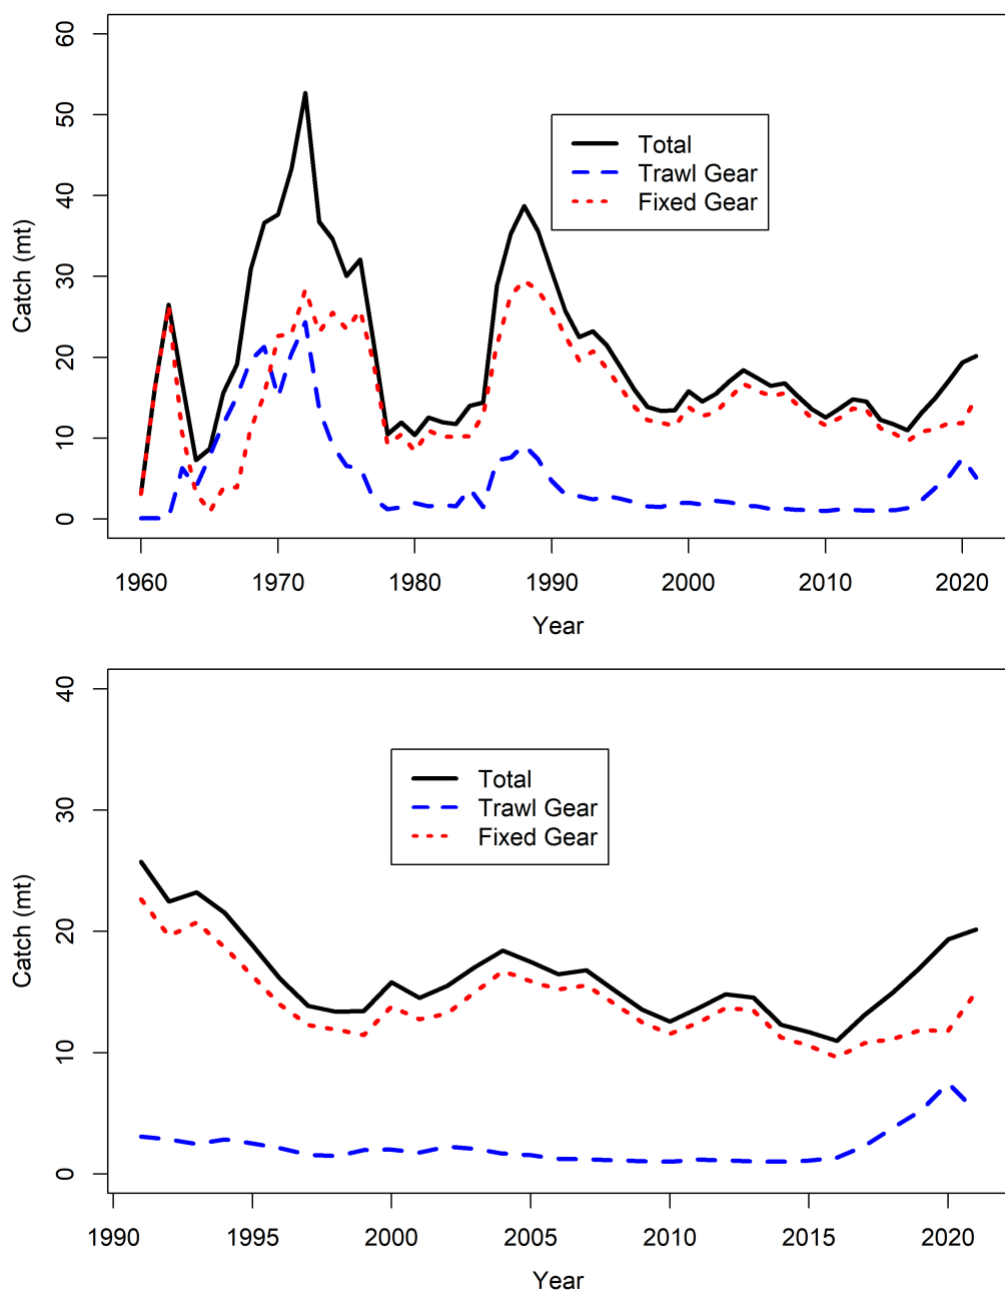 60
50
40
30
20
10
0
Catch (mt)
Total
Trawl Gear
Fixed Gear
1960 1970 1980 1990 2000 2010 2020
Year
40
30
20
10
0
Catch (mt)
Total
Trawl Gear
Fixed Gear
1990 1995 2000 2005 2010 2015 2020
Year